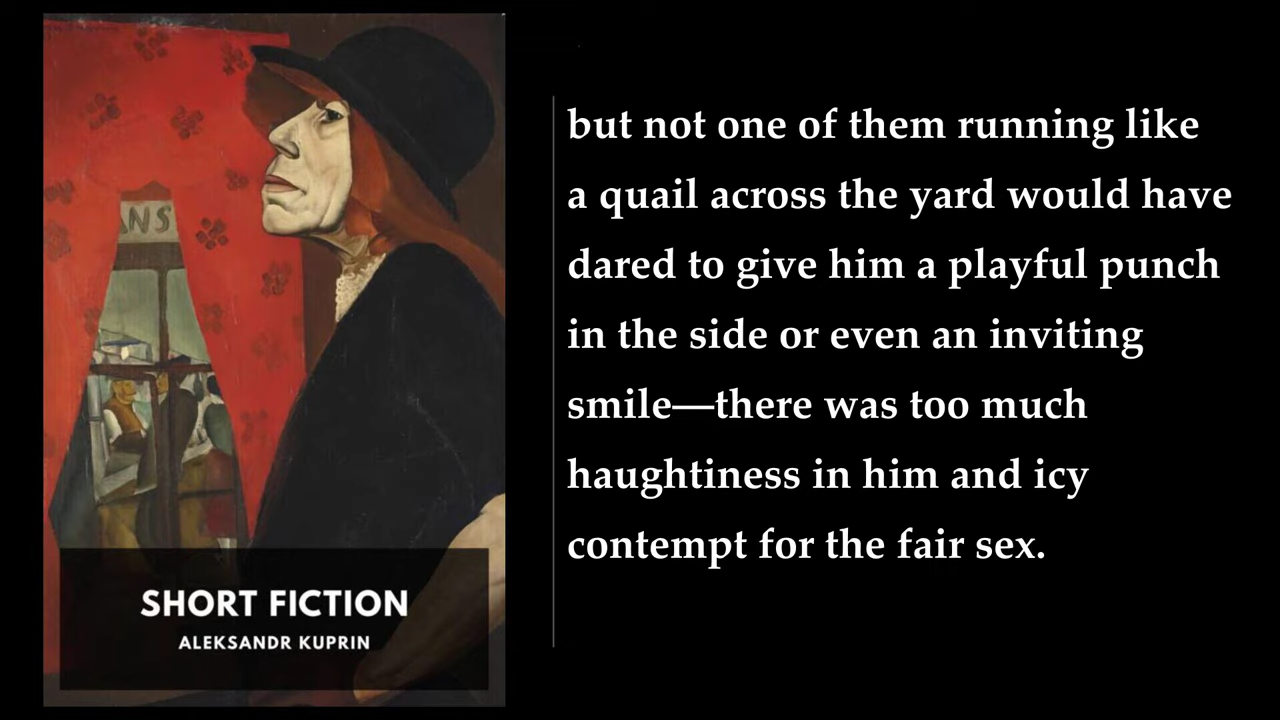 ANS
SHORT FICTION
ALEKSANDR KUPRIN
but not one of them running like
a quail across the yard would have
dared to give him a playful punch
in the side or even an inviting
smile—there was too much
haughtiness in him and icy
contempt for the fair sex.